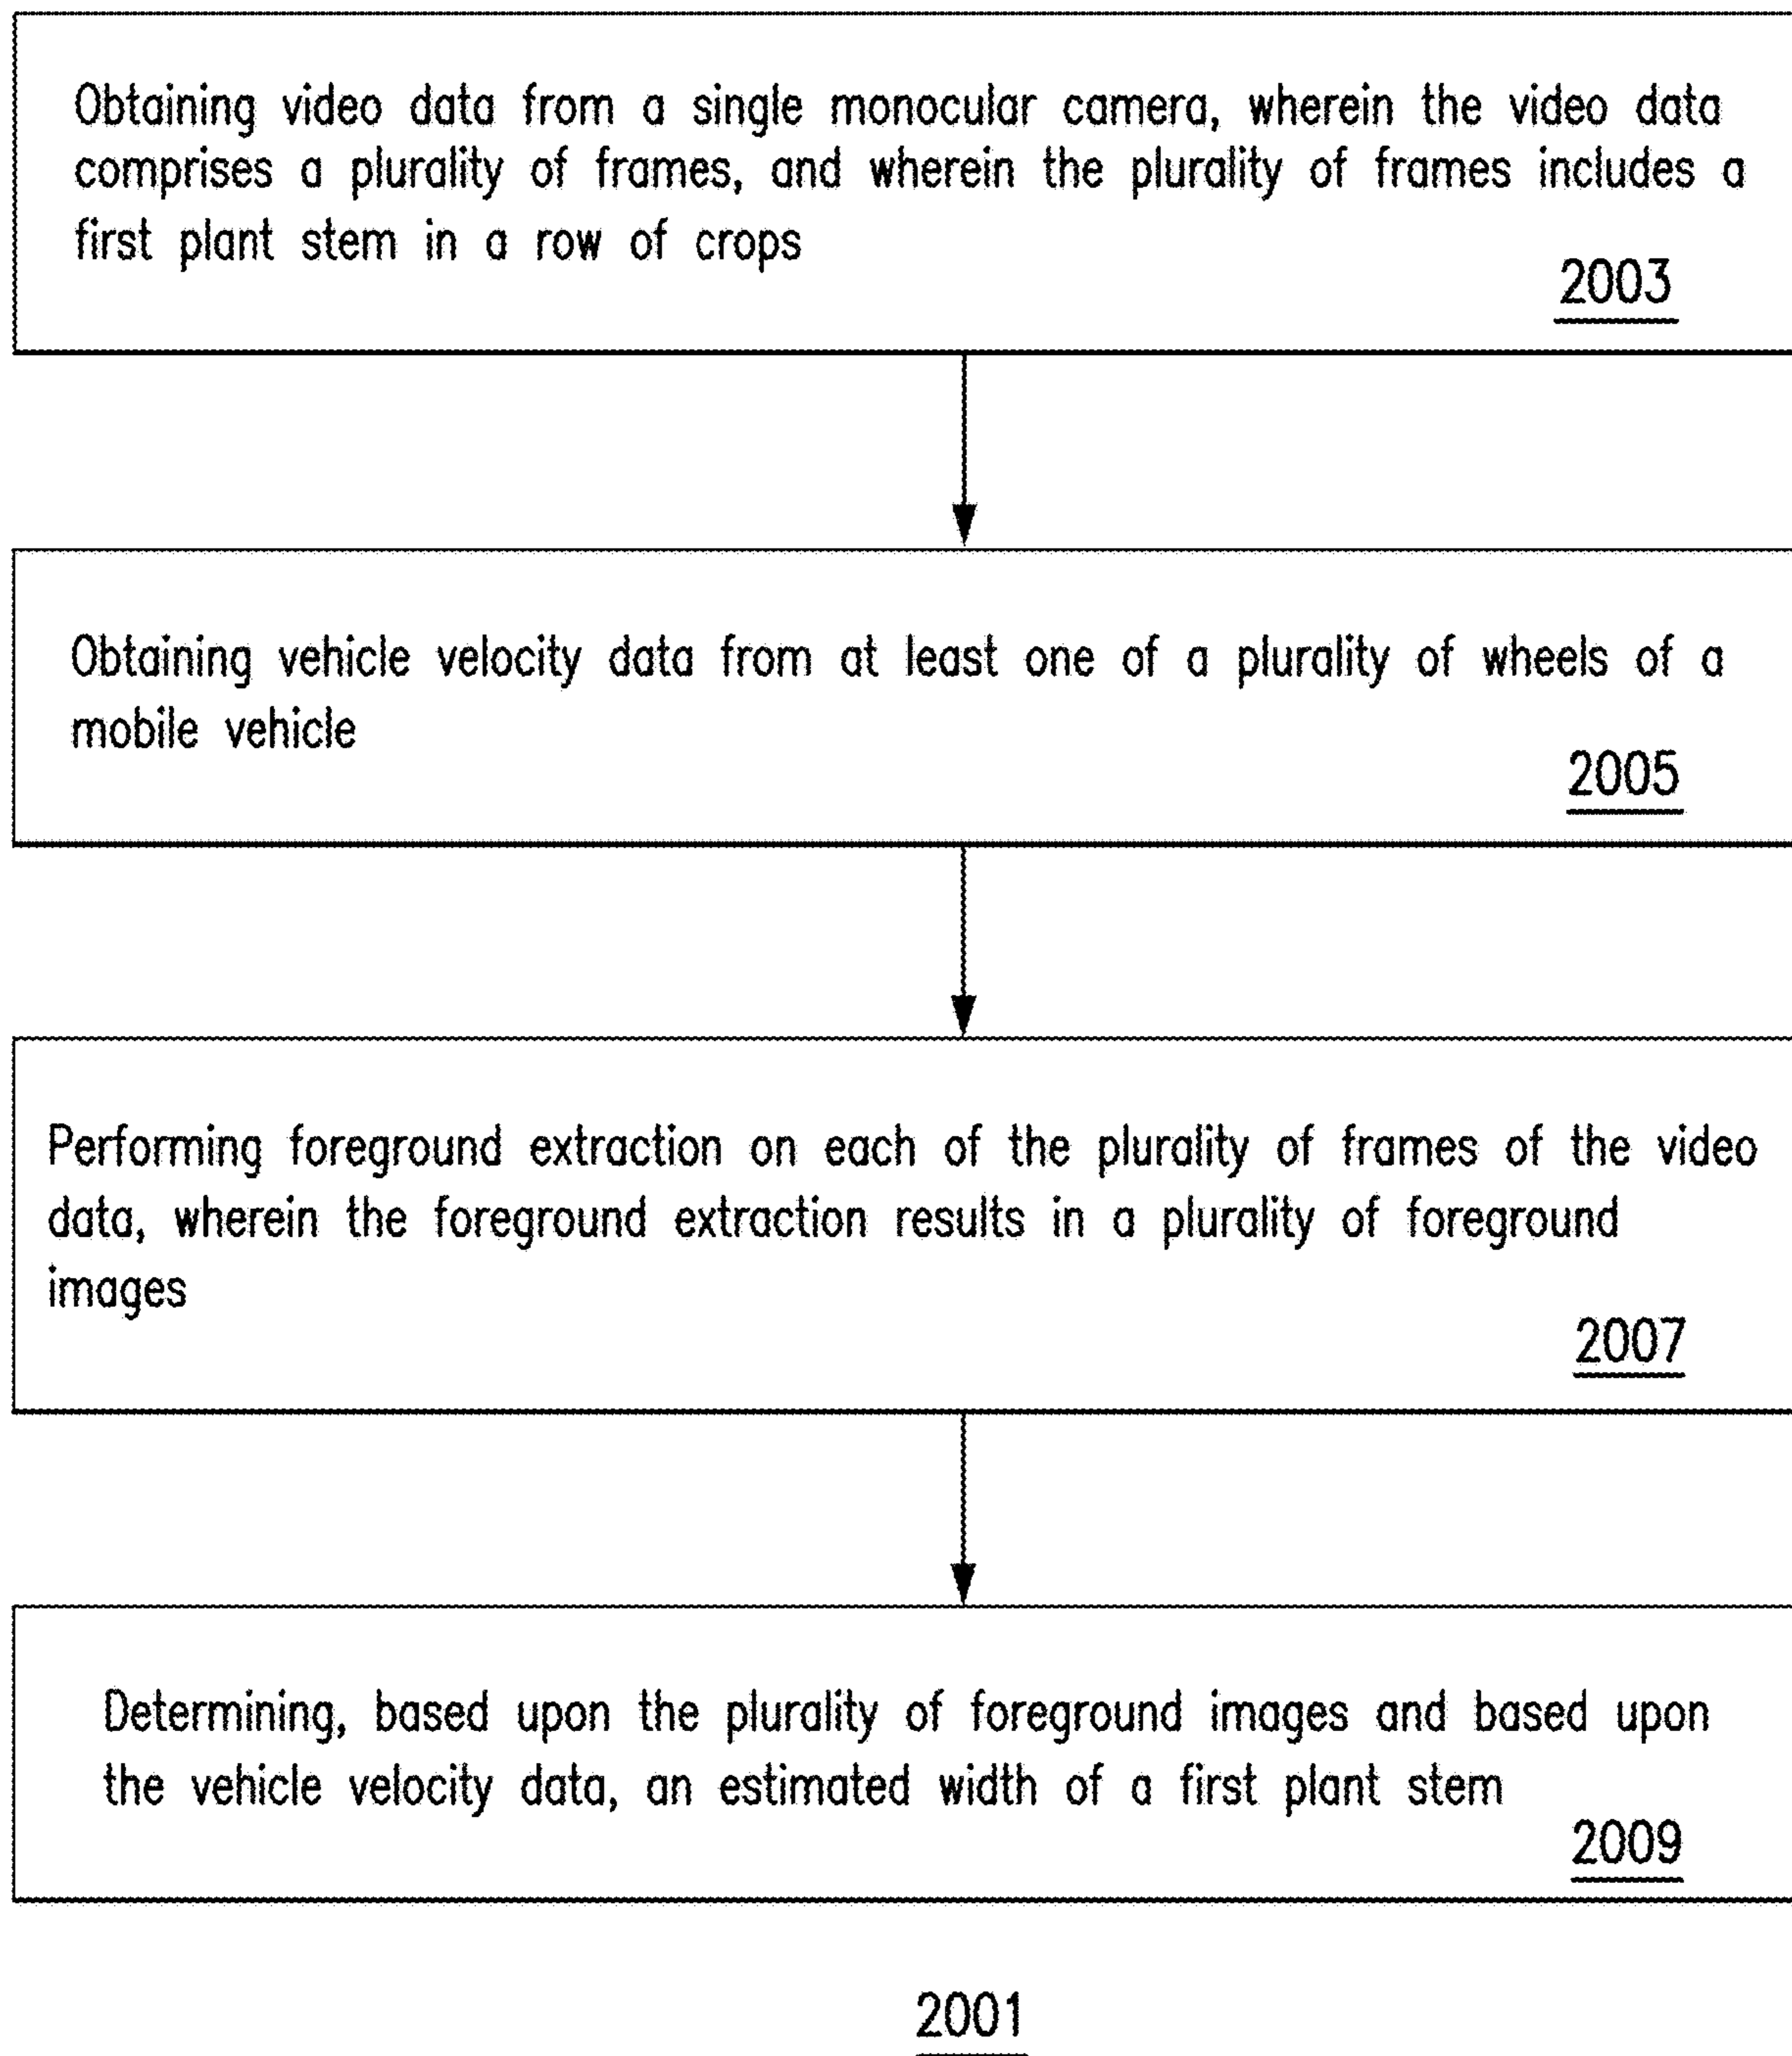 Obtaining video data from a single monocular camera, wherein the video data
comprises a plurality of frames, and wherein the plurality of frames includes a
first plant stem in a row of crops
2003
Obtaining vehicle velocity data from at least one of a plurality of wheels of a
mobile vehicle
2005
Performing foreground extraction on each of the plurality of frames of the video
data, wherein the foreground extraction results in a plurality of foreground
images
2007
Determining, based upon the plurality of foreground images and based upon
the vehicle velocity data, an estimated width of a first plant stem
2009
2001